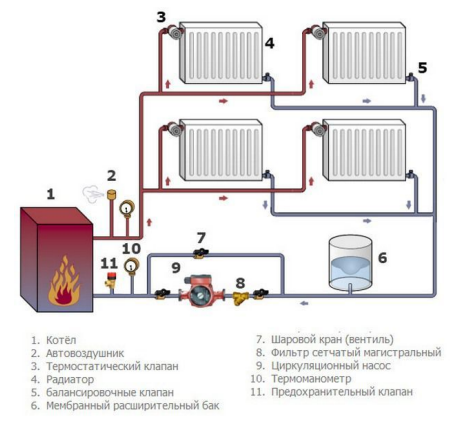 3
4
5
2
1
10
7
11
9
8
6
1. Котёл
2. Автовоздушник
3. Термостатический клапан
4. Радиатор
5. балансировочные клапан
6. Мембранный расширительный бак
7. Шаровой кран (вентиль)
8. Фильтр сетчатый магистральный
9. Циркуляционный насос
10. Термоманометр
11. Предохранительный клапан